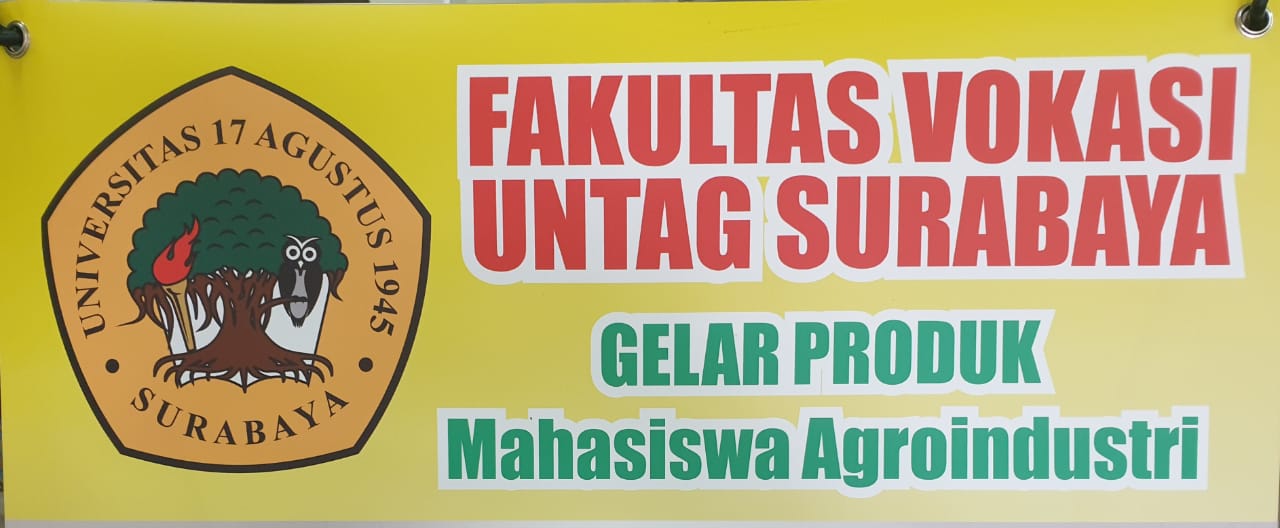 UNIVERSITAS 17 AGUSTUS 1945
SURABAYA
FAKULTAS VOKASI
UNTAG SURABAYA
GELAR PRODUK
Mahasiswa Agroindustri